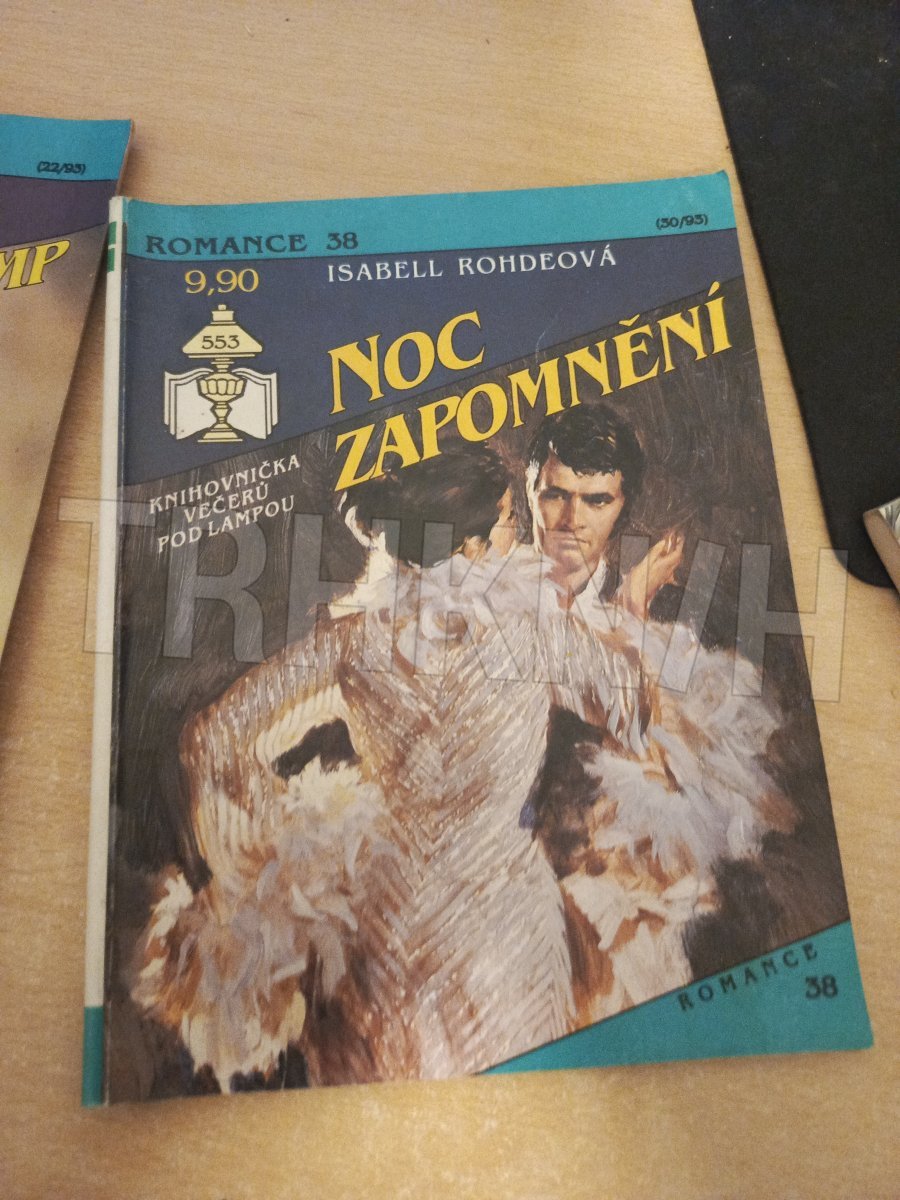 (22/93)
MP
ROMANCE 38
(30/93)
9,90
ISABELL ROHDEOVÁ
553
NOC
ZAPOMNĚNÍ
KNIHOVNIČKA
VEČERŮ
POD LAMPOU
ROMANCE
38